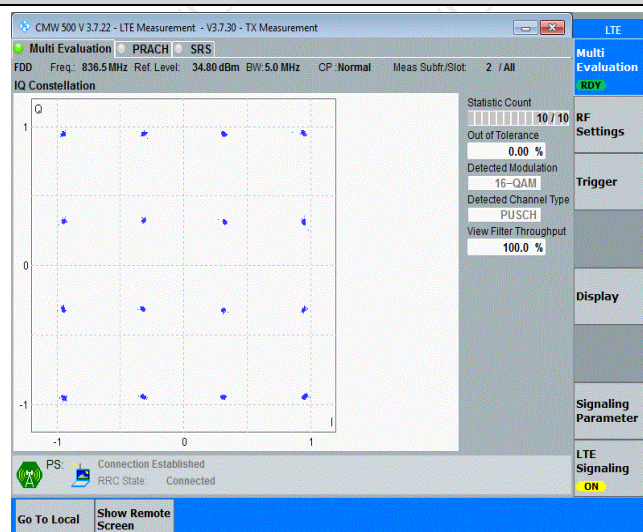 CMW 500 V 3.7.22 - LTE Measurement - V3.7.30 - TX Measurement
LTE
Multi Evaluation PRACH SRS
Multi
Evaluation
RDY
FDD Freq.: 836.5 MHz Ref. Level: 34.80 dBm BW: 5.0 MHz CP : Normal Meas Subfr./Slot: 2 / All
IQ Constellation
Q
1
0
-1
-1 0 1
I
Statistic Count
10 / 10
Out of Tolerance
0.00 %
Detected Modulation
16-QAM
Detected Channel Type
PUSCH
View Filter Throughput
100.0 %
RF
Settings
Trigger
Display
Signaling
Parameter
LTE
Signaling
ON
PS: Connection Established
RRC State: Connected
Go To Local
Show Remote
Screen